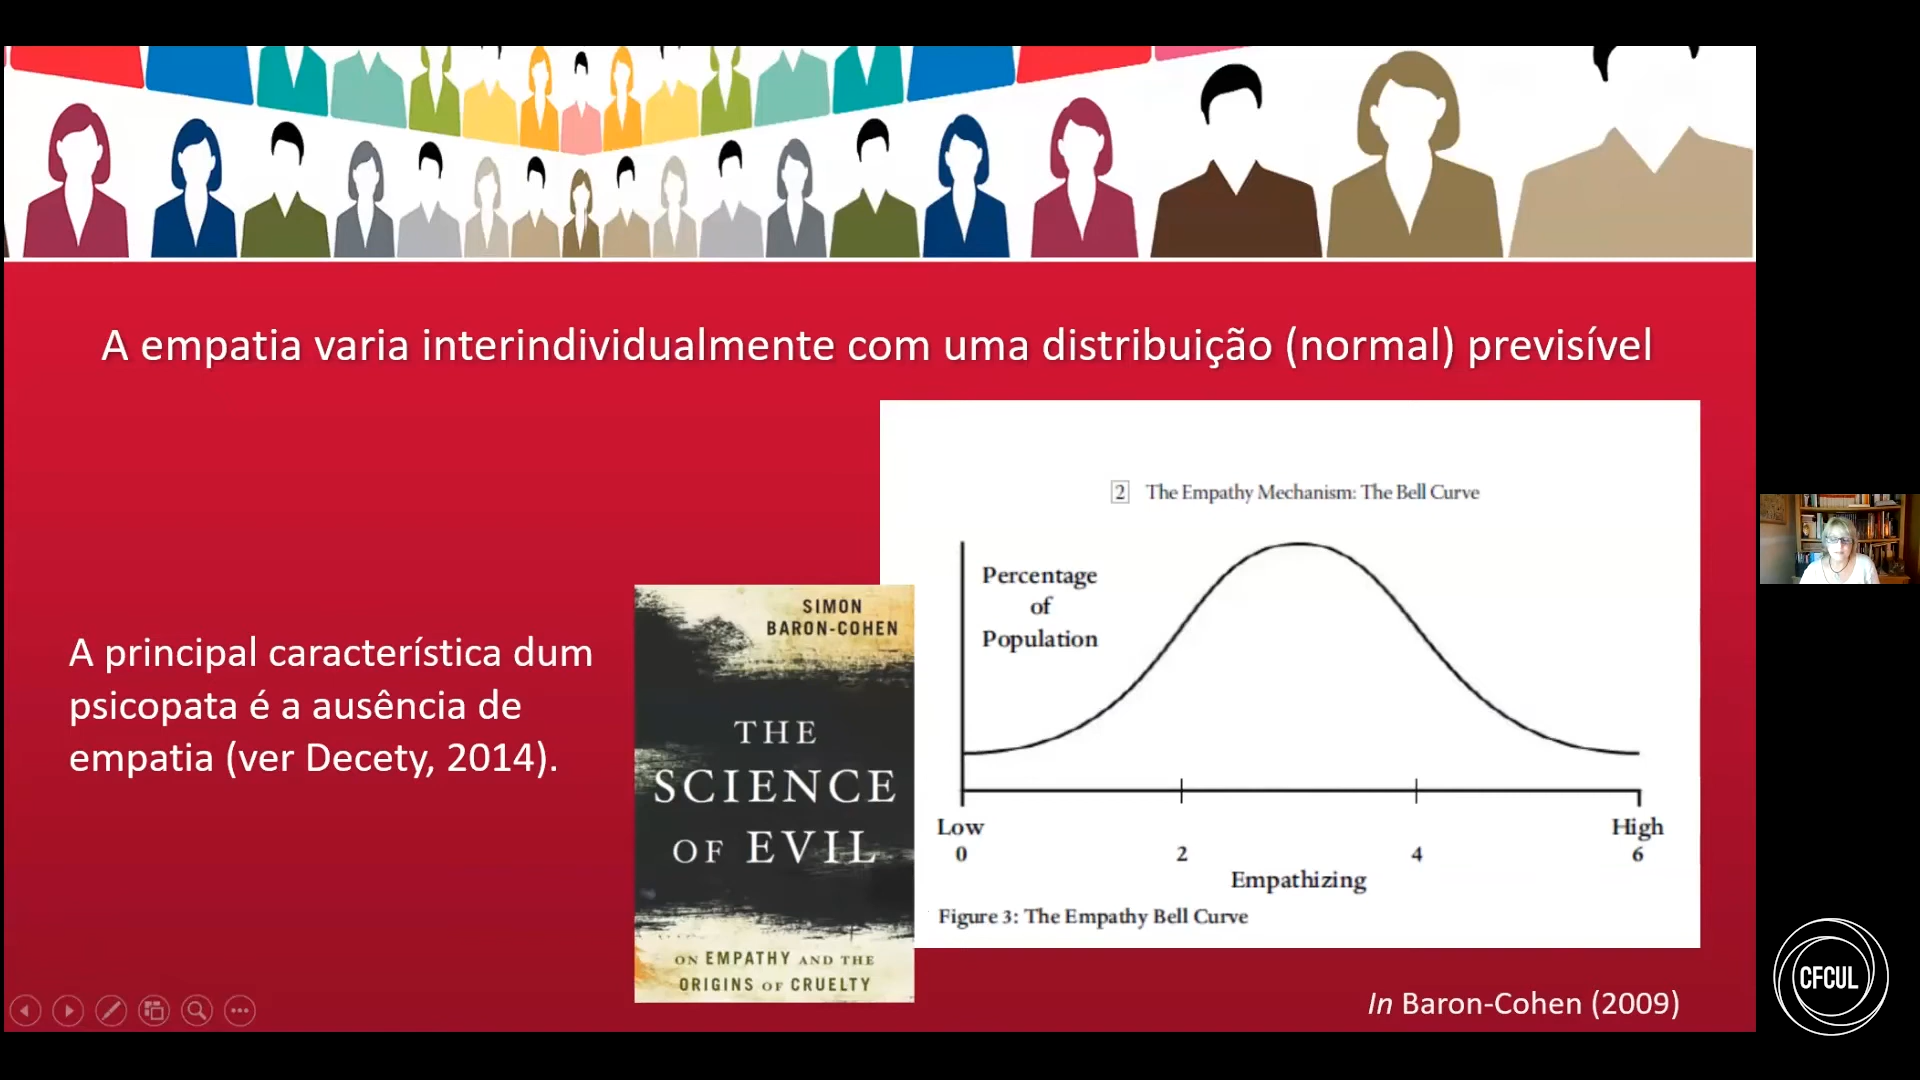 A empatia varia interindividualmente com uma distribuição (normal) previsível
A principal característica dum
psicopata é a ausência de
empatia (ver Decety, 2014).
SIMON
BARON-COHEN
THE
SCIENCE
OF EVIL
ON EMPATHY AND THE
ORIGINS OF CRUELTY
2 The Empathy Mechanism: The Bell Curve
Percentage
of
Population
Low
High
0
2
4
6
Empathizing
Figure 3: The Empathy Bell Curve
In Baron-Cohen (2009)
CFCUL